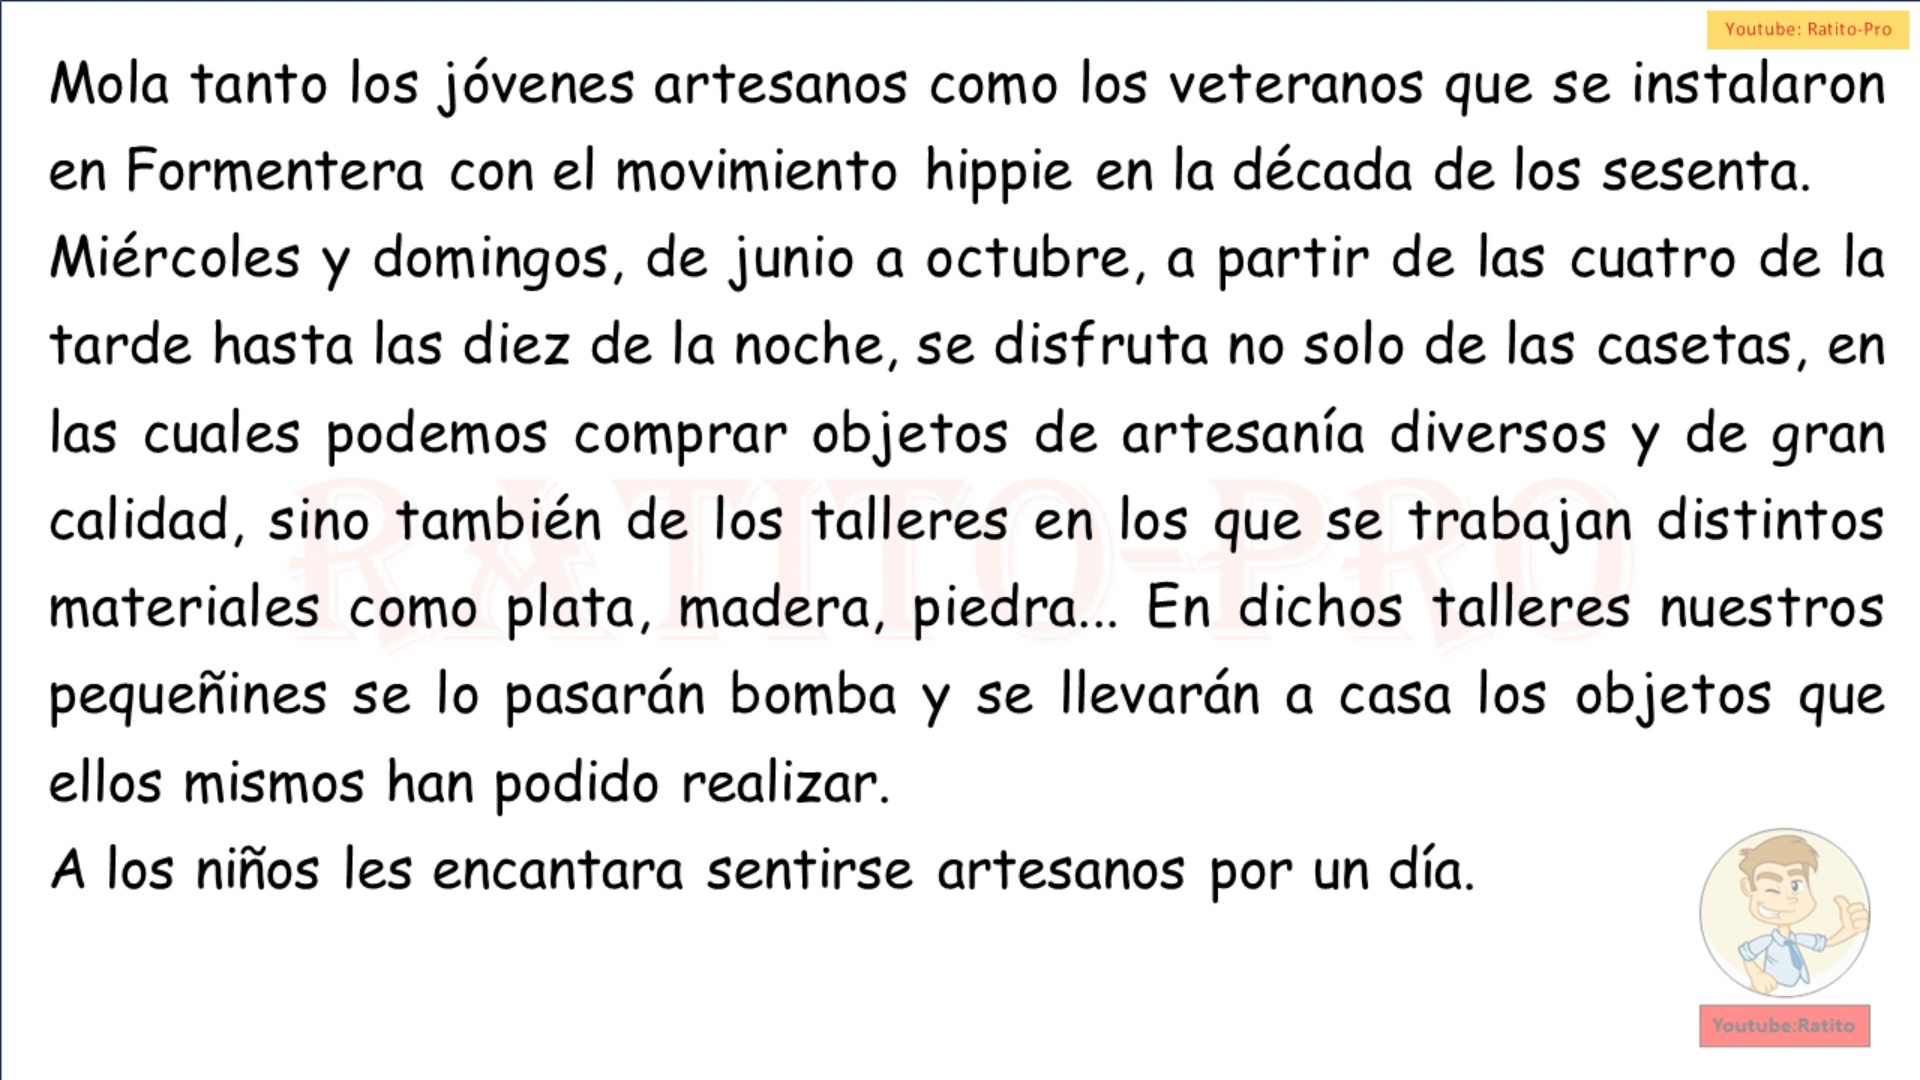 Youtube: Ratito-Pro
Mola tanto los jóvenes artesanos como los veteranos que se instalaron
en Formentera con el movimiento hippie en la década de los sesenta.
Miércoles y domingos, de junio a octubre, a partir de las cuatro de la
tarde hasta las diez de la noche, se disfruta no solo de las casetas, en
las cuales podemos comprar objetos de artesanía diversos y de gran
calidad, sino también de los talleres en los que se trabajan distintos
RATITO-PRO
materiales como plata, madera, piedra... En dichos talleres nuestros
pequeñines se lo pasarán bomba y se llevarán a casa los objetos que
ellos mismos han podido realizar.
A los niños les encantara sentirse artesanos por un día.
Youtube:Ratito